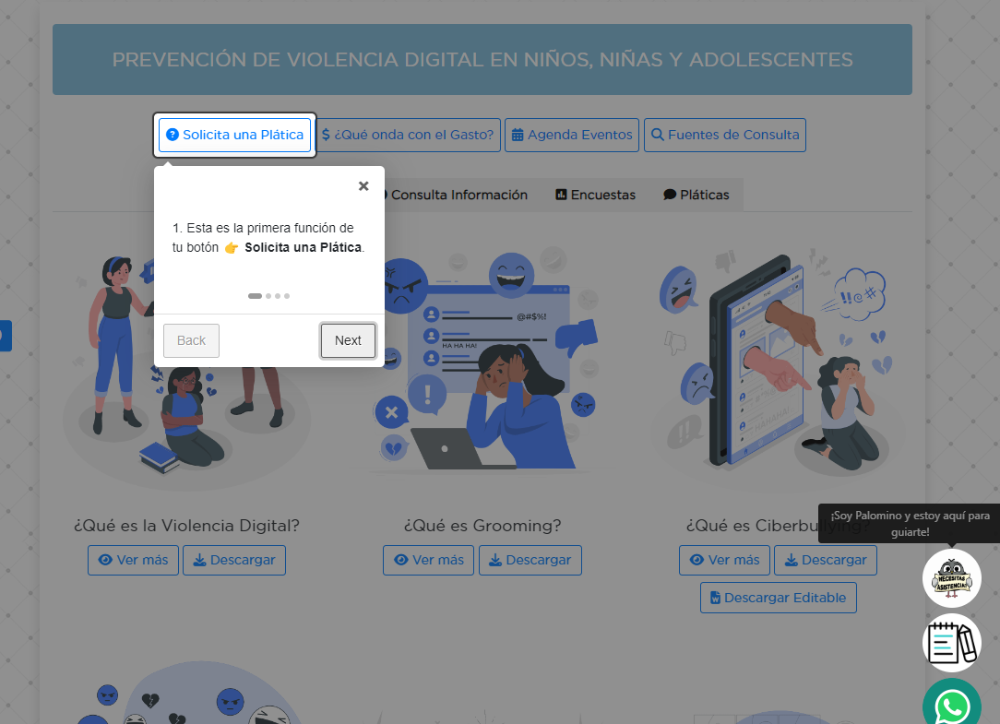 PREVENCIÓN DE VIOLENCIA DIGITAL EN NIÑOS, NIÑAS Y ADOLESCENTES
Solicita una Plática
¿Qué onda con el Gasto?
Agenda Eventos
Fuentes de Consulta
Consulta Información
Encuestas
Pláticas
1. Esta es la primera función de
tu botón 👉 Solicita una Plática.
Back
Next
@#$%!
HA HA HA!
!@#
@#$%!
HAHAHA!
¿Qué es la Violencia Digital?
¿Qué es Grooming?
¿Qué es Ciberbullying?
Ver más
Descargar
Ver más
Descargar
Ver más
Descargar
Descargar Editable
¡Soy Palomino y estoy aquí para
guiarte!
¿NECESITAS
ASISTENCIA?